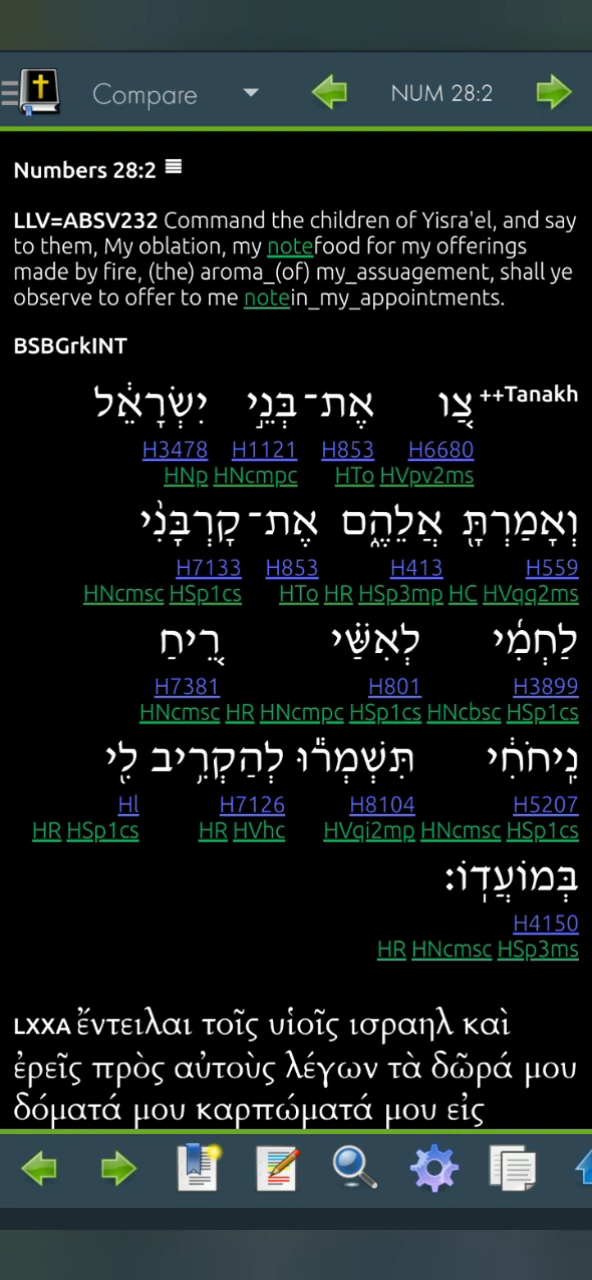 Compare
NUM 28:2
Numbers 28:2
LLV=ABSV232 Command the children of Yisra'el, and say
to them, My oblation, my notefood for my offerings
made by fire, (the) aroma_(of) my_assuagement, shall ye
observe to offer to me notein_my_appointments.
BSBGrkINT
++Tanakh צַ֚ו אֶת־בְּנֵ֣י יִשְׂרָאֵ֔ל
H3478 H1121 H853 H6680
HNp HNcmpc HTo HVpv2ms
וְאָמַרְתָּ֖ אֲלֵהֶ֑ם אֶת־קָרְבָּנִ֨י
H7133 H853 H413 H559
HNcmsc HSp1cs HTo HR HSp3mp HC HVqq2ms
לַחְמִ֜י לְאִשַּׁ֗י רֵ֚יחַ
H7381 H801 H3899
HNcmsc HR HNcmpc HSp1cs HNcbsc HSp1cs
נִֽיחֹחִ֔י תִּשְׁמְר֕וּ לְהַקְרִ֥יב לִ֖י
Hl H7126 H8104 H5207
HR HSp1cs HR HVhc HVqi2mp HNcmsc HSp1cs
בְּמוֹעֲדֽוֹ׃
H4150
HR HNcmsc HSp3ms
LXXA ἔντειλαι τοῖς υἱοῖς ισραηλ καὶ
ἐρεῖς πρὸς αὐτοὺς λέγων τὰ δῶρά μου
δόματά μου καρπώματά μου εἰς